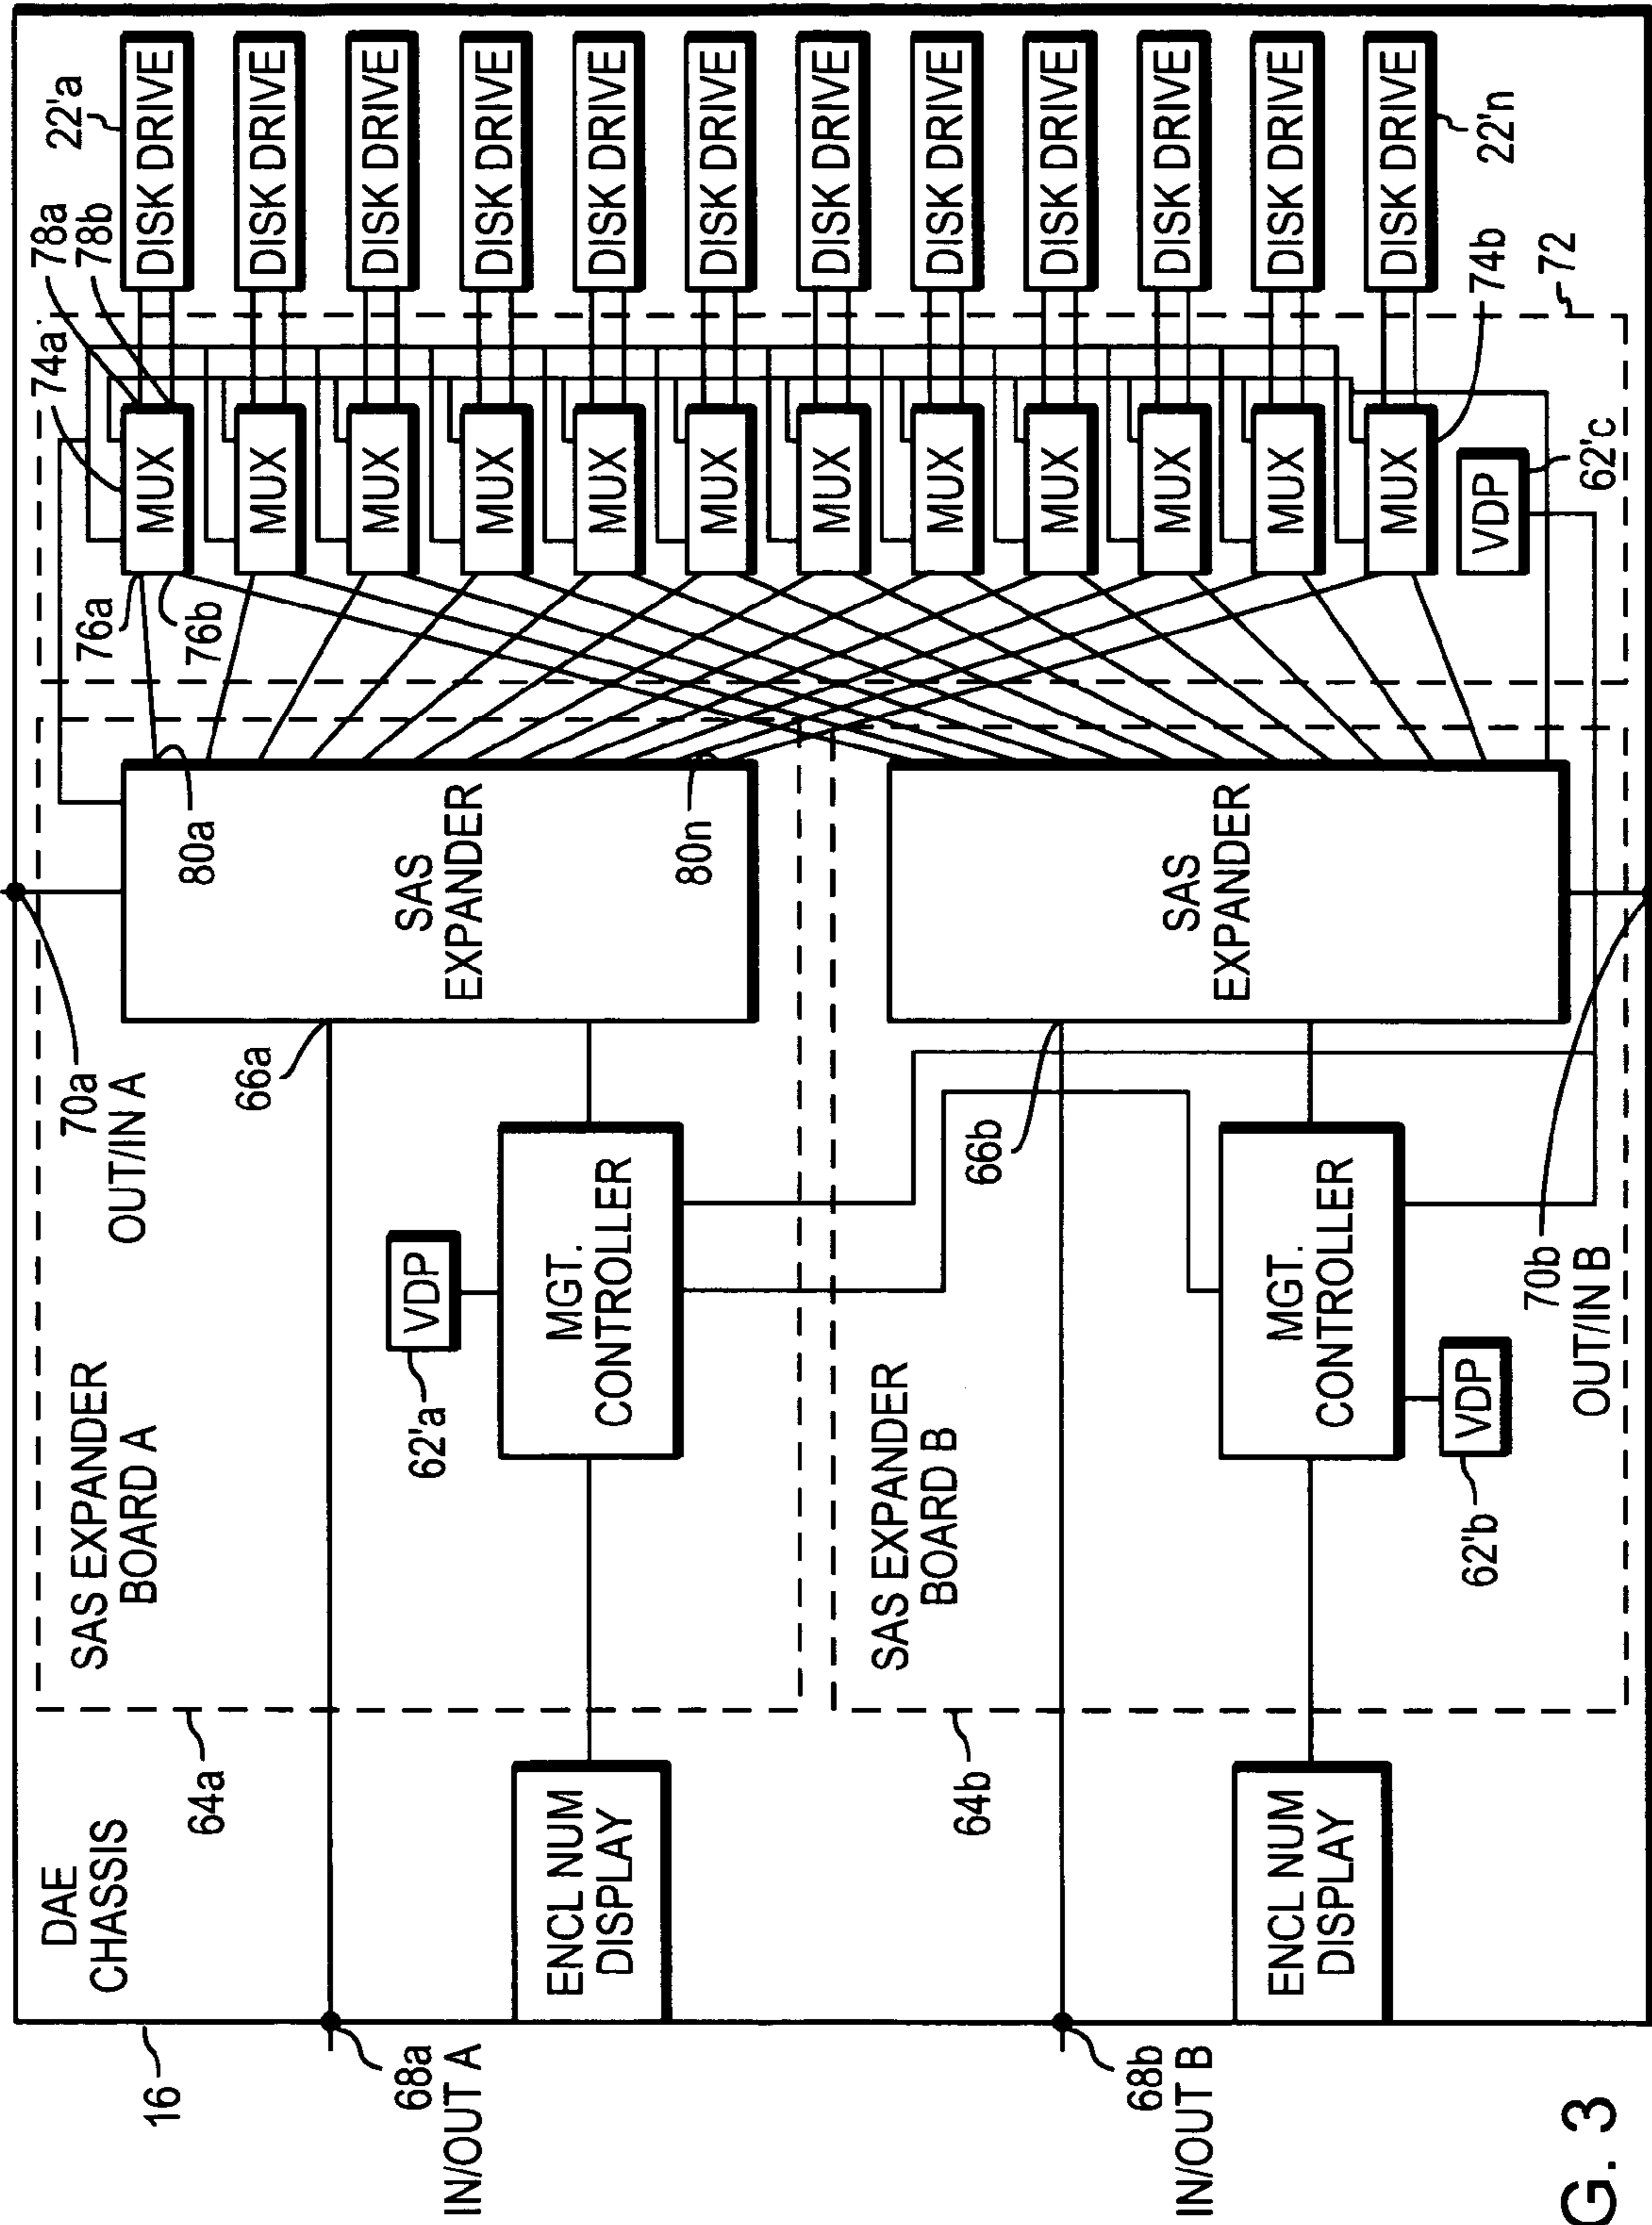 DAE
CHASSIS
16
64a
SAS EXPANDER
BOARD A
70a
OUT/IN A
66a
62'a
VDP
MGT.
CONTROLLER
ENCL NUM
DISPLAY
68a
IN/OUT A
SAS
EXPANDER
80a
80n
64b
SAS EXPANDER
BOARD B
66b
MGT.
CONTROLLER
VDP
62'b
70b
OUT/IN B
ENCL NUM
DISPLAY
68b
IN/OUT B
SAS
EXPANDER
76a
76b
74a
78a
78b
22'a
MUX
DISK DRIVE
MUX
DISK DRIVE
MUX
DISK DRIVE
MUX
DISK DRIVE
MUX
DISK DRIVE
MUX
DISK DRIVE
MUX
DISK DRIVE
MUX
DISK DRIVE
MUX
DISK DRIVE
MUX
DISK DRIVE
MUX
DISK DRIVE
MUX
DISK DRIVE
74b
22'n
72
VDP
62'c
G. 3